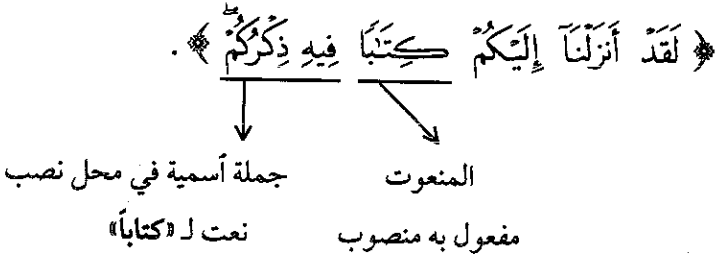 ﴿ لَقَدْ أَنزَلْنَآ إِلَيْكُمْ كِتَٰبًا فِيهِ ذِكْرُكُمْ ۖ ﴾ .
المنعوت جملة أسمية في محل نصب
مفعول به منصوب نعت لـ «كتاباً»